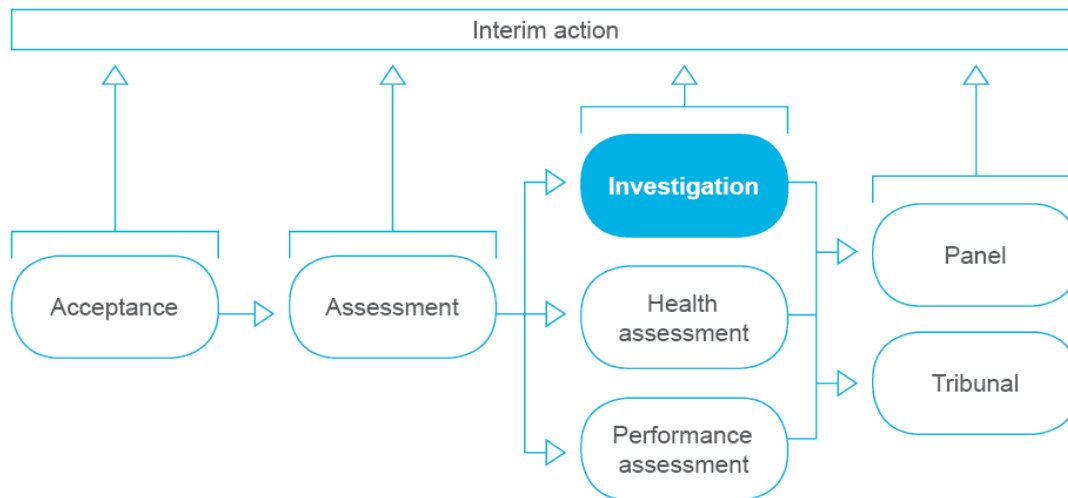 Interim action
Acceptance
Assessment
Investigation
Health
assessment
Performance
assessment
Panel
Tribunal